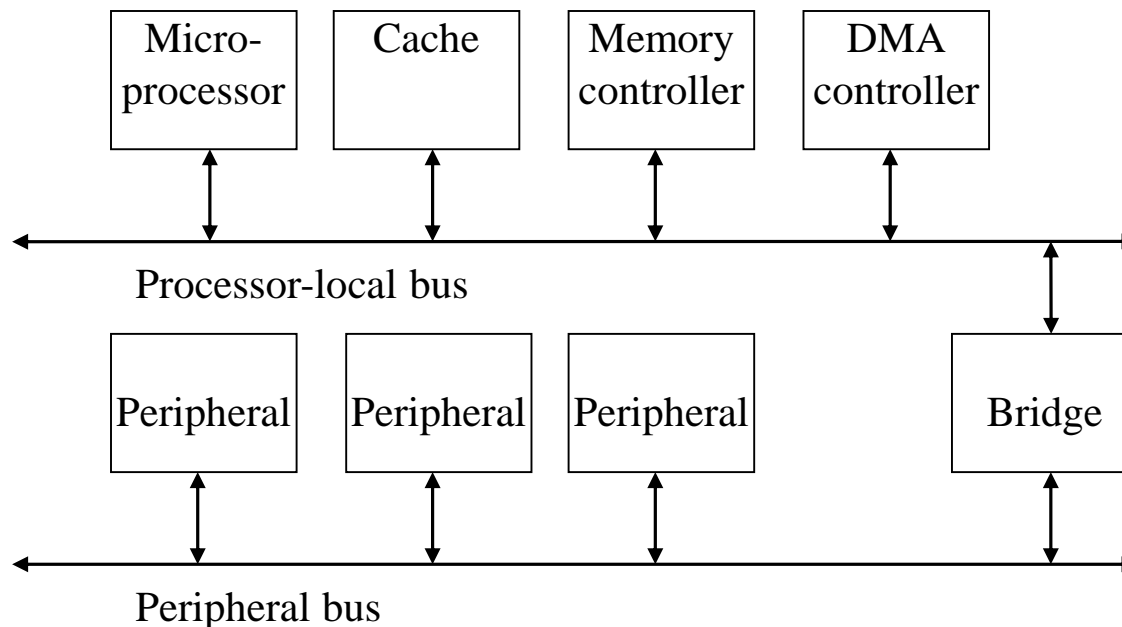 Micro-
processor
Cache
Memory
controller
DMA
controller
Processor-local bus
Peripheral
Peripheral
Peripheral
Bridge
Peripheral bus